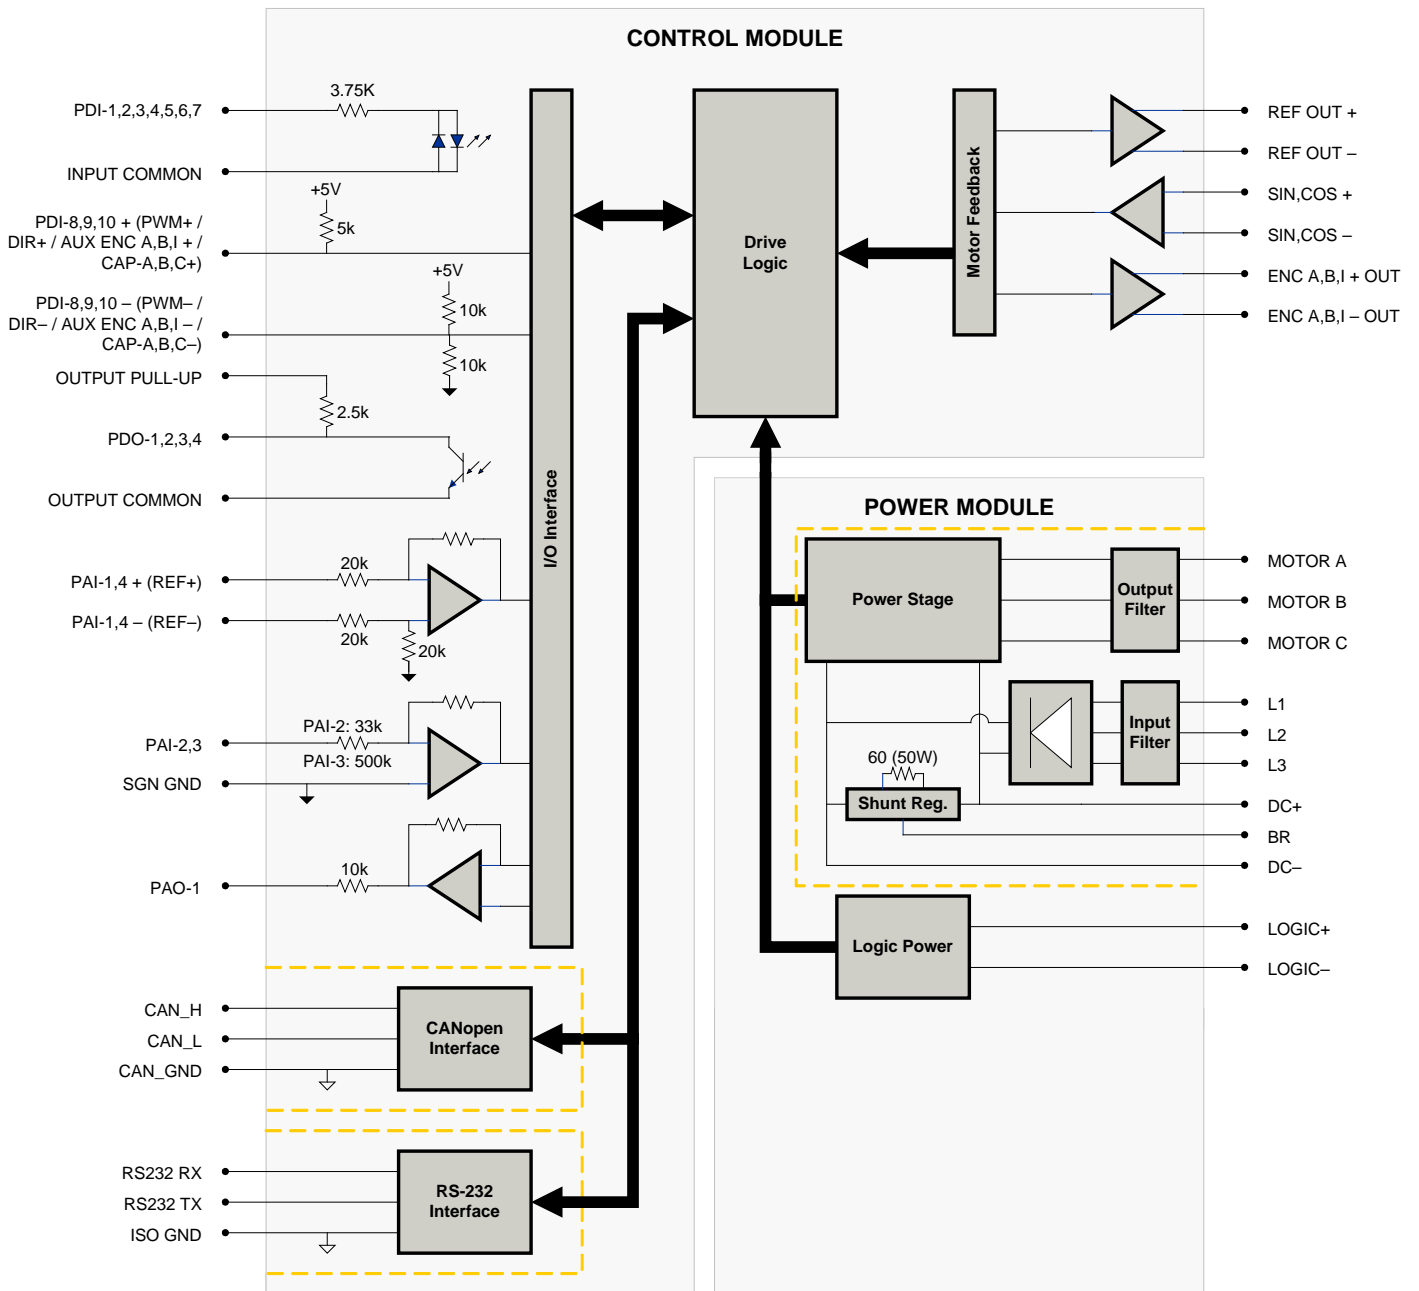 CONTROL MODULE
3.75K
PDI-1,2,3,4,5,6,7
INPUT COMMON
+5V
5k
PDI-8,9,10 + (PWM+ /
DIR+ / AUX ENC A,B,I + /
CAP-A,B,C+)
+5V
10k
PDI-8,9,10 – (PWM– /
DIR– / AUX ENC A,B,I – /
CAP-A,B,C–)
10k
OUTPUT PULL-UP
2.5k
PDO-1,2,3,4
OUTPUT COMMON
20k
PAI-1,4 + (REF+)
PAI-1,4 – (REF–)
20k
20k
PAI-2: 33k
PAI-2,3
PAI-3: 500k
SGN GND
10k
PAO-1
I/O Interface
CAN_H
CAN_L
CAN_GND
CANopen
Interface
RS232 RX
RS232 TX
ISO GND
RS-232
Interface
Drive
Logic
Motor Feedback
REF OUT +
REF OUT –
SIN,COS +
SIN,COS –
ENC A,B,I + OUT
ENC A,B,I – OUT
POWER MODULE
Power Stage
Output
Filter
MOTOR A
MOTOR B
MOTOR C
Input
Filter
L1
L2
L3
60 (50W)
Shunt Reg.
DC+
BR
DC–
Logic Power
LOGIC+
LOGIC–